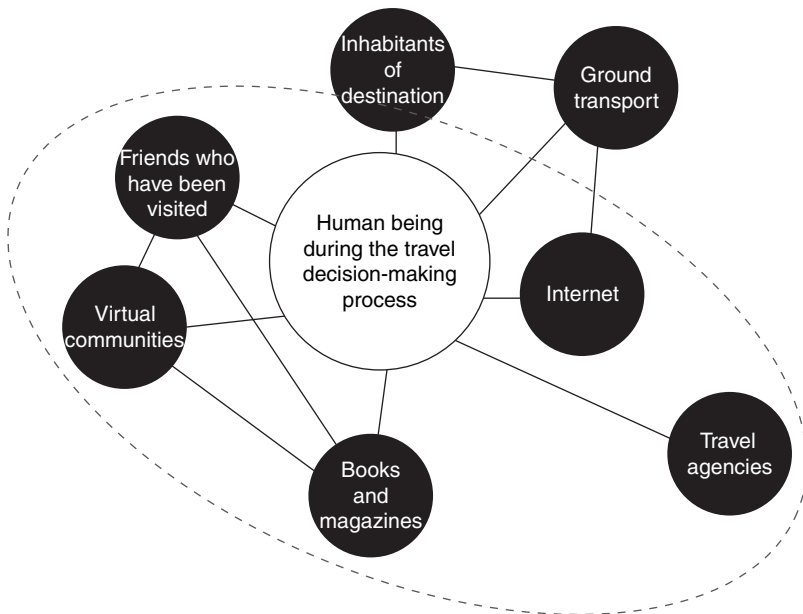 Inhabitants
of
destination
Ground
transport
Friends who
have been
visited
Human being
during the travel
decision-making
process
Internet
Virtual
communities
Travel
agencies
Books
and
magazines